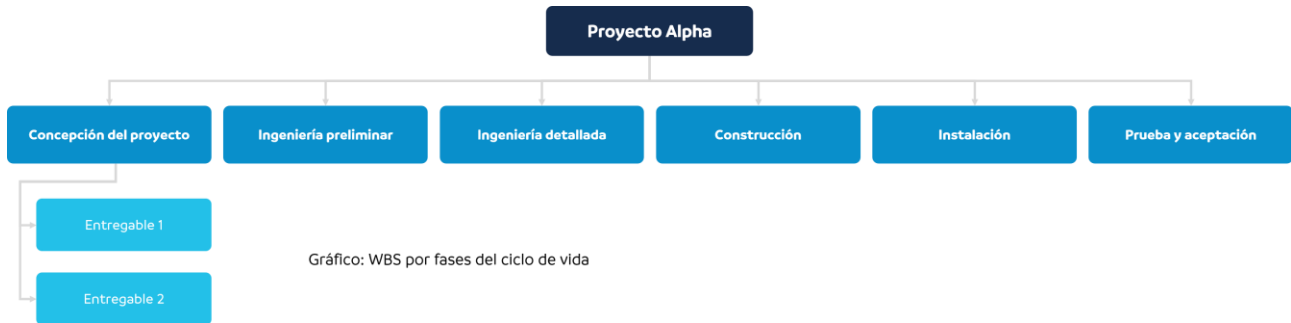 Proyecto Alpha
Concepción del proyecto
Ingeniería preliminar
Ingeniería detallada
Construcción
Instalación
Prueba y aceptación
Entregable 1
Gráfico: WBS por fases del ciclo de vida
Entregable 2